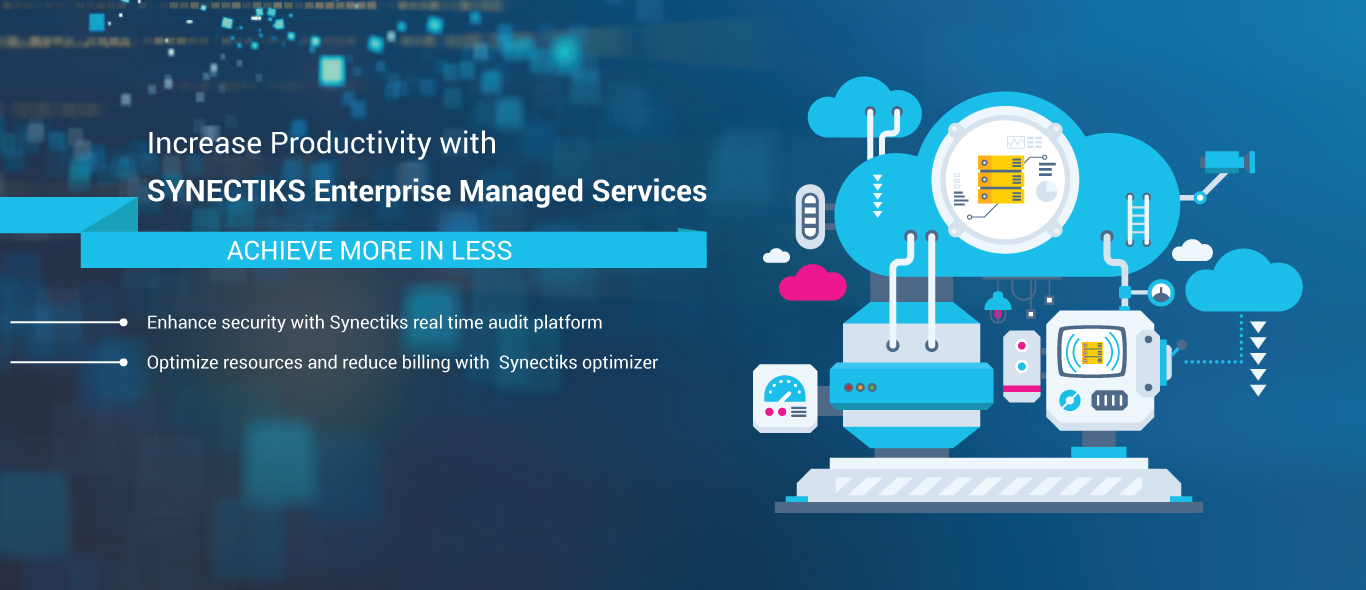 Increase Productivity with
SYNECTIKS Enterprise Managed Services
ACHIEVE MORE IN LESS
Enhance security with Synectiks real time audit platform
Optimize resources and reduce billing with  Synectiks optimizer